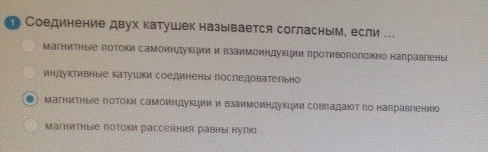 1 Соединение двух катушек называется согласным, если ...
магнитные потоки самоиндукции и взаимоиндукции противоположно направлены
индуктивные катушки соединены последовательно
магнитные потоки самоиндукции и взаимоиндукции совпадают по направлению
магнитные потоки рассеяния равны нулю